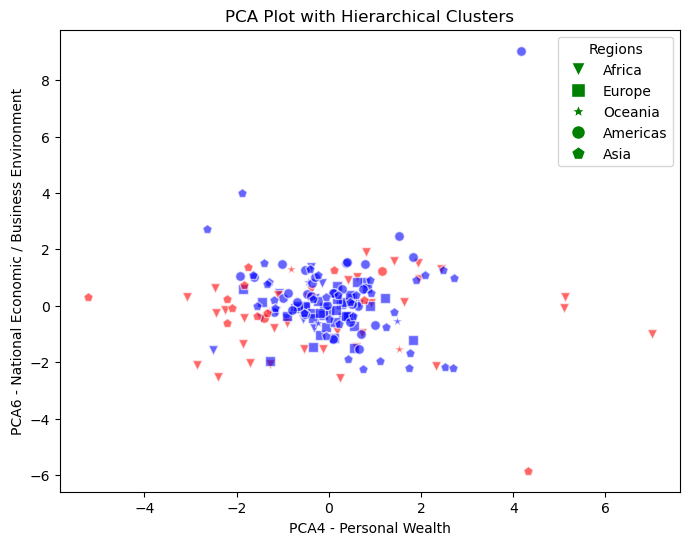 PCA Plot with Hierarchical Clusters
Regions
Africa
Europe
Oceania
Americas
Asia
PCA6 - National Economic / Business Environment
8
6
4
2
0
−2
−4
−6
−4
−2
0
2
4
6
PCA4 - Personal Wealth